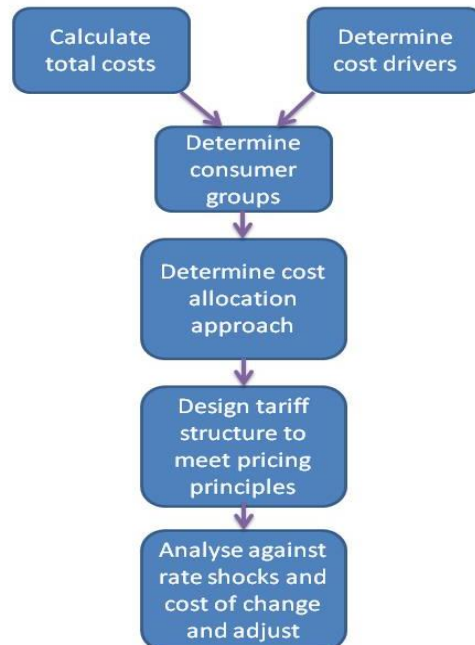 Calculate
total costs
Determine
cost drivers
Determine
consumer
groups
Determine cost
allocation
approach
Design tariff
structure to
meet pricing
principles
Analyse against
rate shocks and
cost of change
and adjust